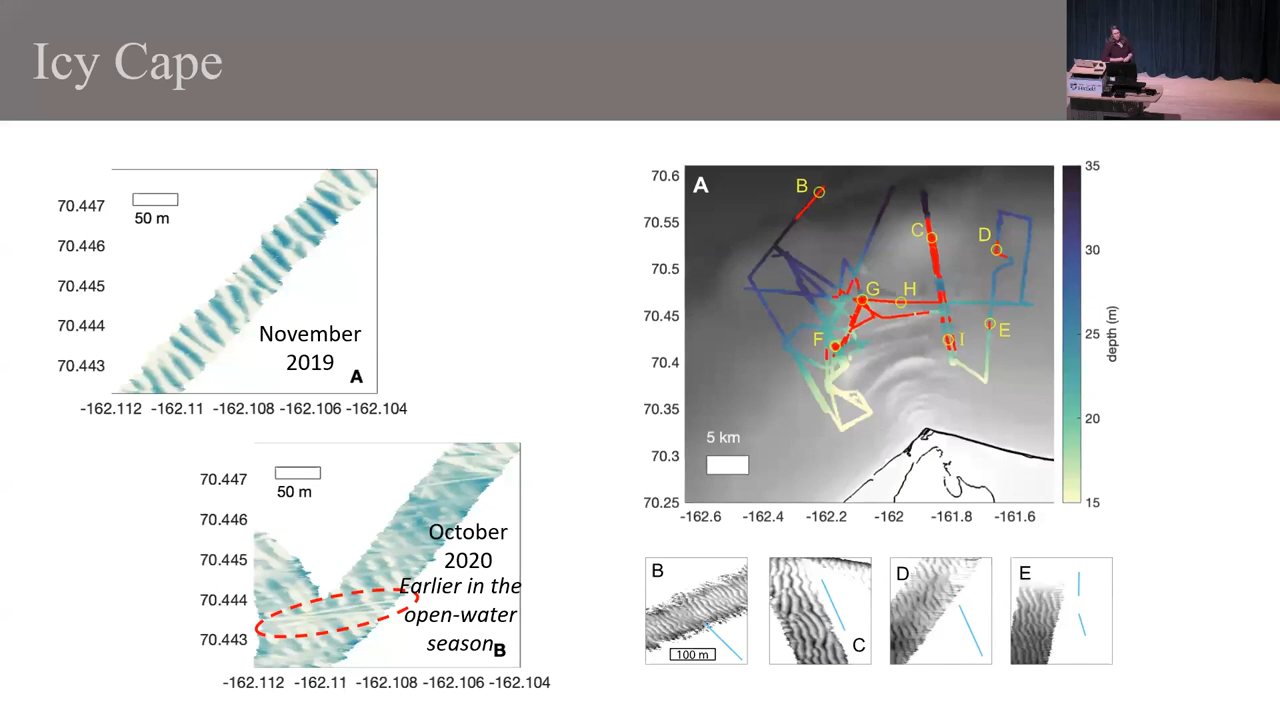 Icy Cape
70.447
70.446
70.445
70.444
70.443
50 m
November
2019
A
-162.112 -162.11 -162.108 -162.106 -162.104
70.447
70.446
70.445
70.444
70.443
50 m
October
2020
Earlier in the
open-water
season
B
-162.112 -162.11 -162.108 -162.106 -162.104
70.6
70.55
70.5
70.45
70.4
70.35
70.3
70.25
A
B
C
D
G
H
E
F
I
5 km
-162.6 -162.4 -162.2 -162 -161.8 -161.6
35
30
25
20
15
depth (m)
B
100 m
C
D
E